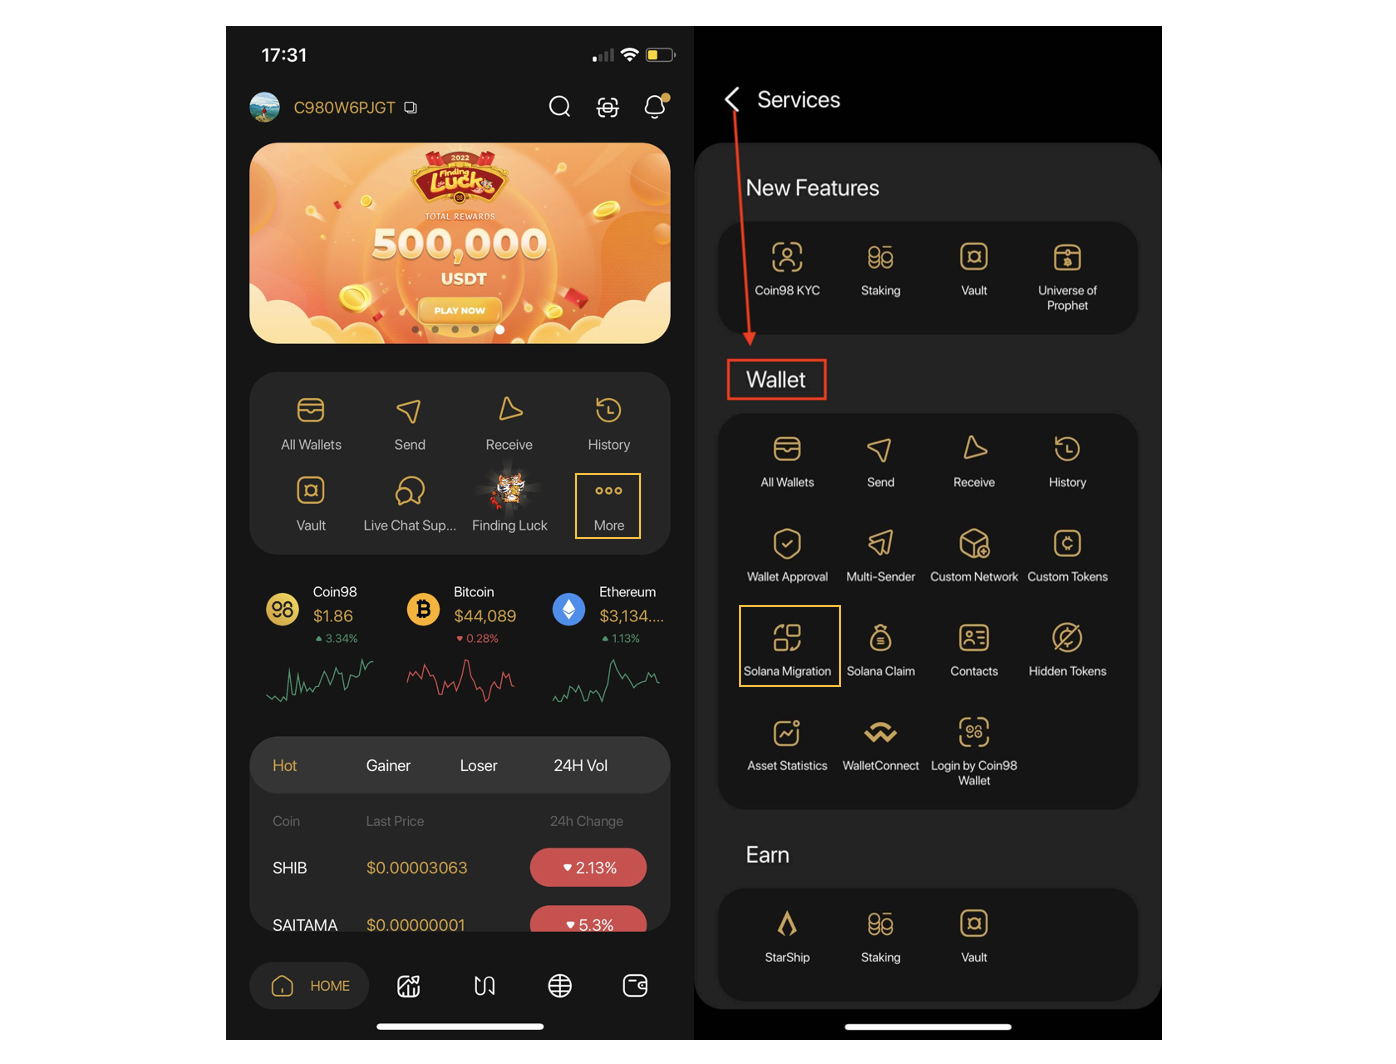 17:31
C980W6PJGT
2022
Finding
Luck
98
TOTAL REWARDS
500,000
USDT
PLAY NOW
All Wallets
Send
Receive
History
Vault
Live Chat Sup...
Finding Luck
More
Coin98
$1.86
3.34%
Bitcoin
$44,089
0.28%
Ethereum
$3,134....
1.13%
Hot
Gainer
Loser
24H Vol
Coin
Last Price
24h Change
SHIB
$0.00003063
2.13%
SAITAMA
$0.00000001
5.3%
HOME
Services
New Features
Coin98 KYC
Staking
Vault
Universe of
Prophet
Wallet
All Wallets
Send
Receive
History
Wallet Approval
Multi-Sender
Custom Network
Custom Tokens
Solana Migration
Solana Claim
Contacts
Hidden Tokens
Asset Statistics
WalletConnect
Login by Coin98
Wallet
Earn
StarShip
Staking
Vault